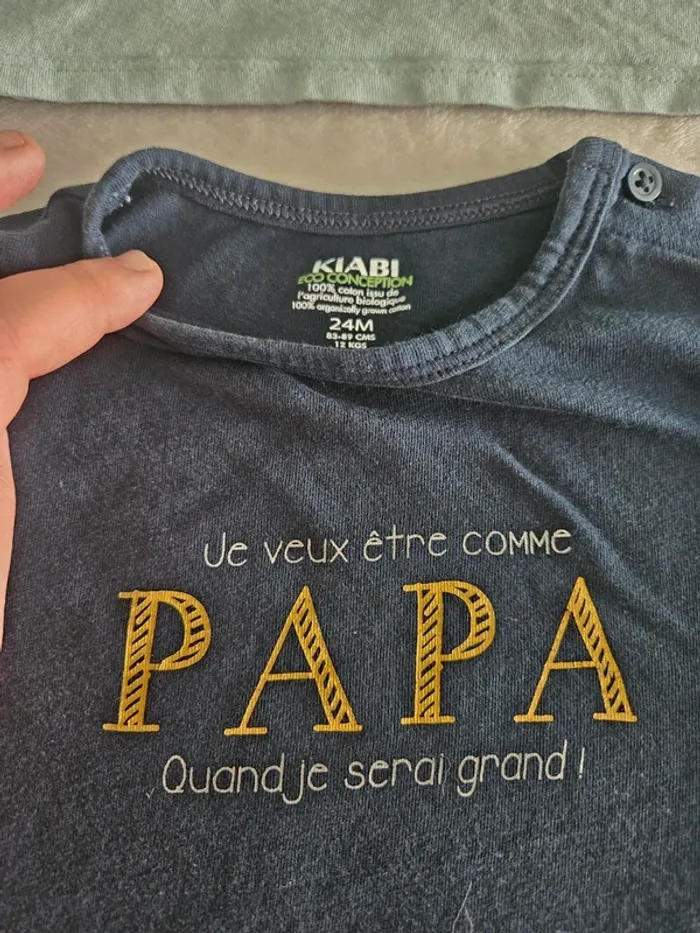 KIABI
ECO CONCEPTION
100% coton issu de
l'agriculture biologique
100% organically grown cotton
24M
83-89 CMS
12 KGS
Je veux être comme
PAPA
Quand je serai grand !